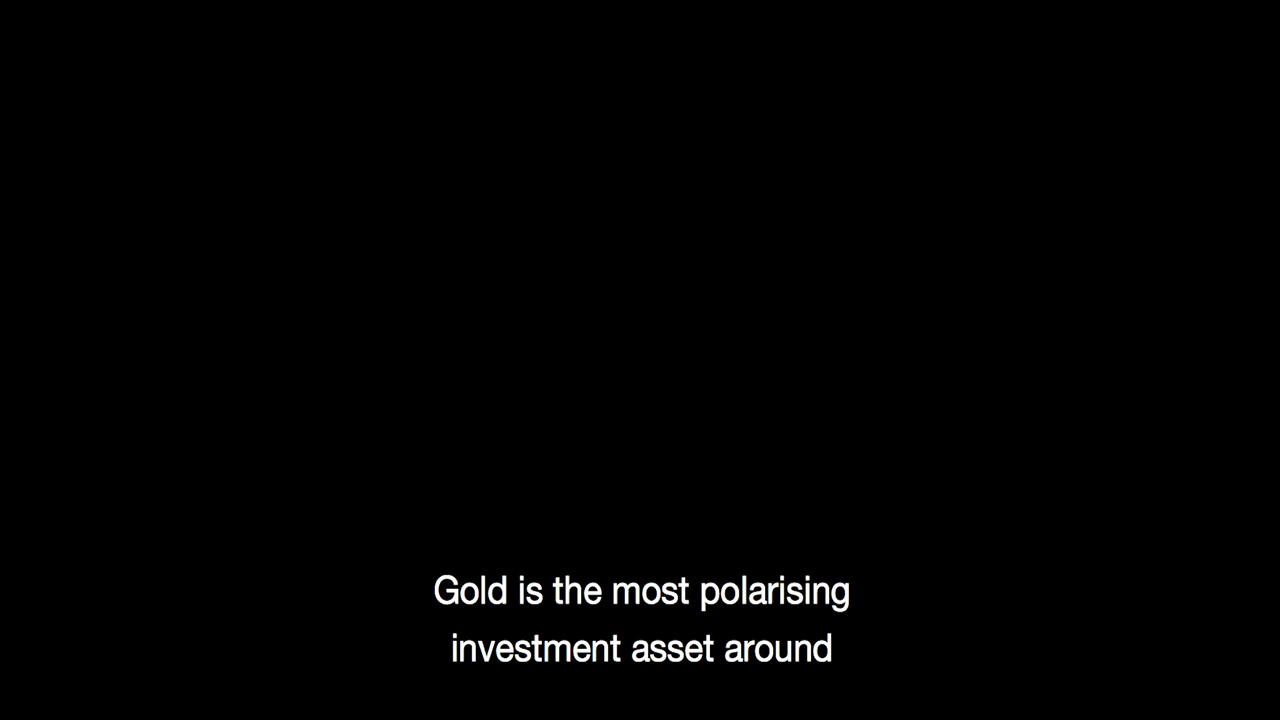 Gold is the most polarising
investment asset around